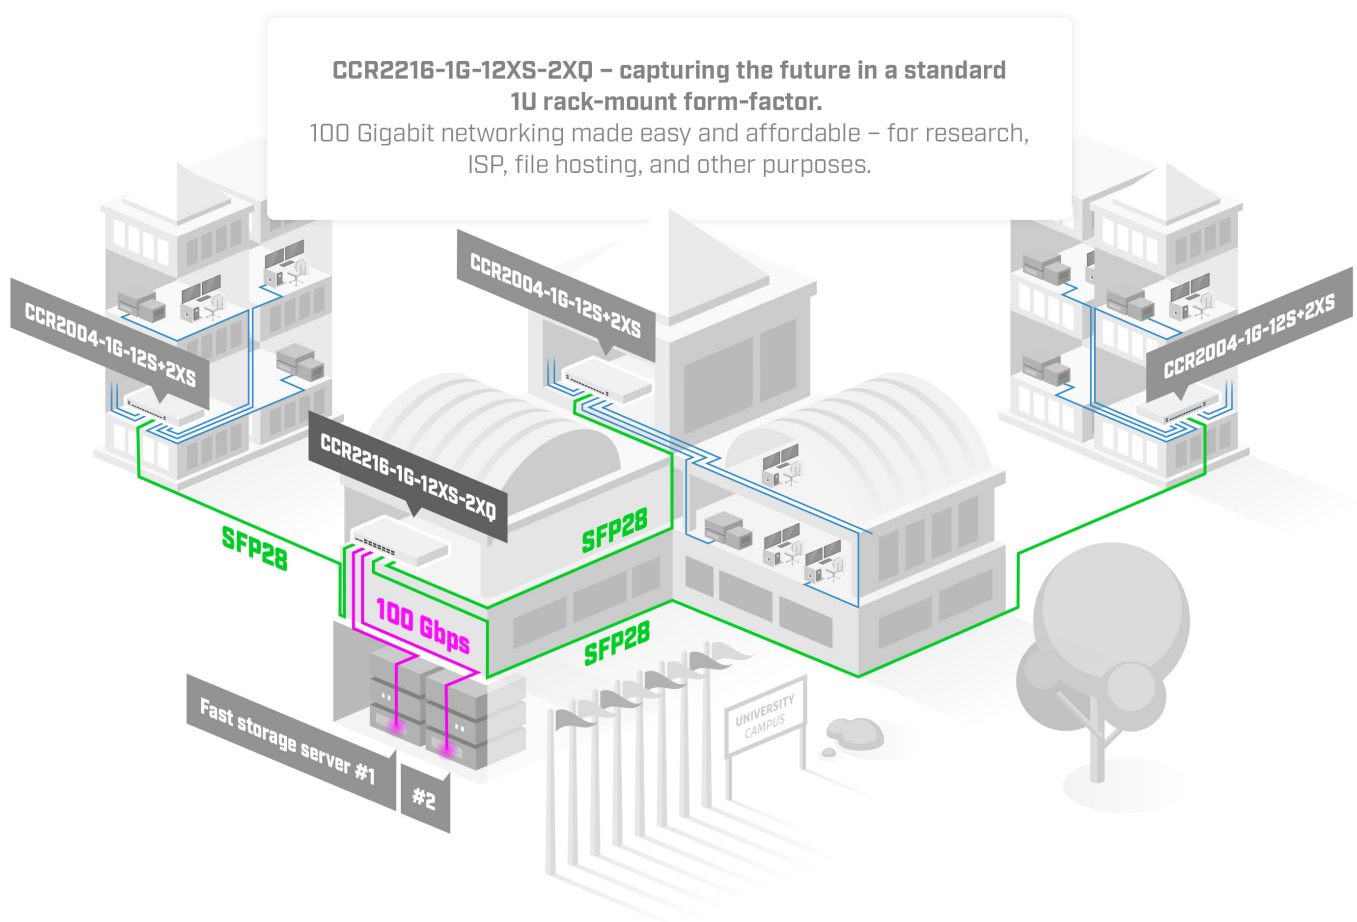 CCR2216-1G-12XS-2XQ – capturing the future in a standard
1U rack-mount form-factor.
100 Gigabit networking made easy and affordable – for research,
ISP, file hosting, and other purposes.
CCR2004-1G-12S+2XS
CCR2004-1G-12S+2XS
CCR2004-1G-12S+2XS
CCR2216-1G-12XS-2XQ
SFP28
SFP28
100 Gbps
SFP28
Fast storage server #1
#2
UNIVERSITY
CAMPUS